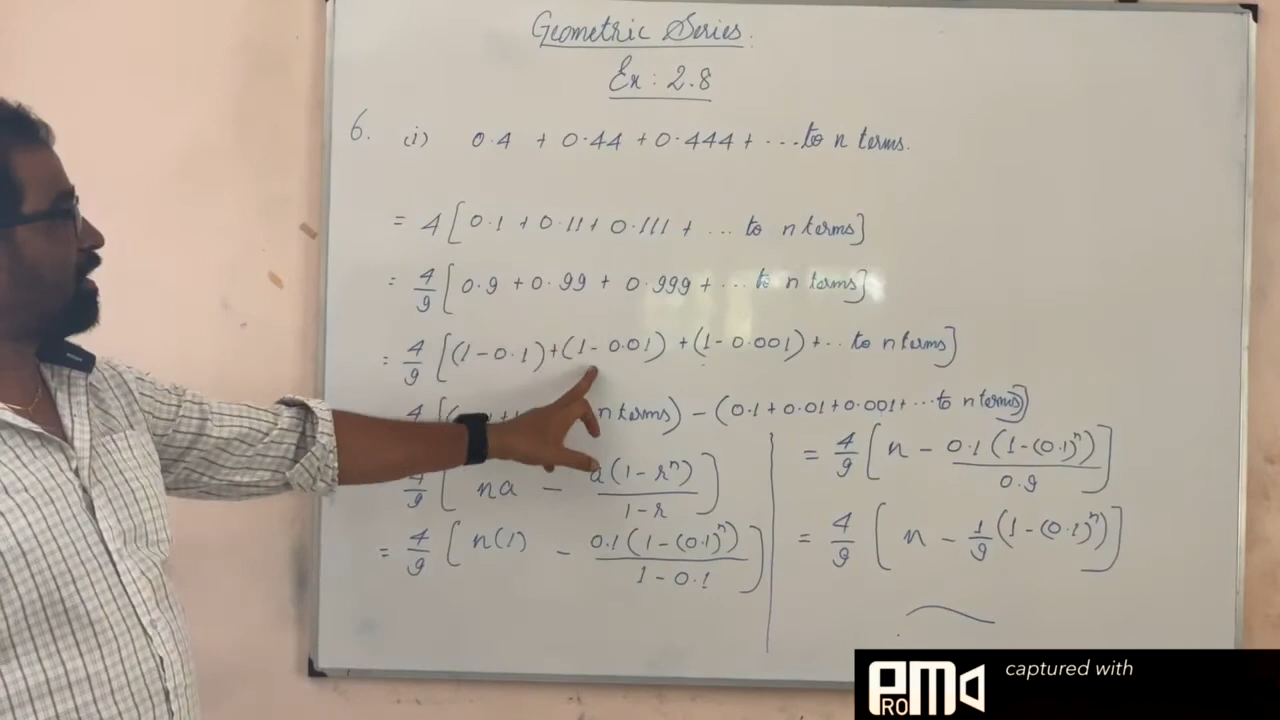 Geometric Series.
Ex : 2.8
6. (i) 0.4 + 0.44 + 0.444 + ... to n terms.
= 4 [ 0.1 + 0.11 + 0.111 + ... to n terms]
= 4/9 [ 0.9 + 0.99 + 0.999 + ... to n terms]
= 4/9 [(1-0.1)+(1-0.01)+(1-0.001)+.. to n terms]
4 n terms) - (0.1+0.01+0.001+...to n terms)]
4/9 [ na - a(1-r^n)/1-r ]
= 4/9 [ n(1) - 0.1(1-(0.1)^n)/1-0.1 ]
= 4/9 [ n - 0.1(1-(0.1)^n)/0.9 ]
= 4/9 [ n - 1/9(1-(0.1)^n) ]
captured with
PRO M